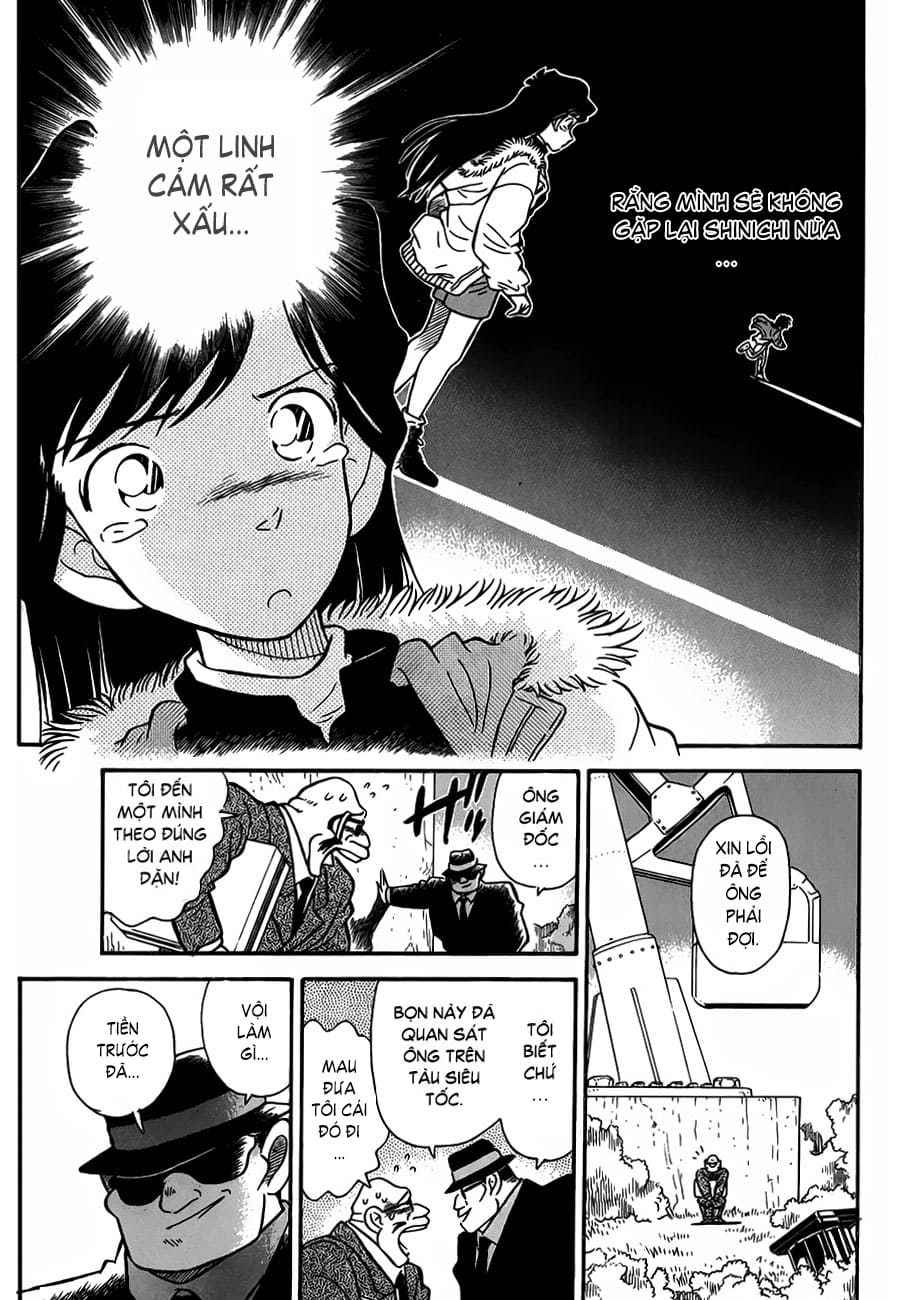 MỘT LINH
CẢM RẤT
XẤU...
RẰNG MÌNH SẼ KHÔNG
GẶP LẠI SHINICHI NỮA
...
XIN LỖI
ĐÃ ĐỂ
ÔNG
PHẢI
ĐỢI.
ÔNG
GIÁM
ĐỐC
...
TÔI ĐẾN
MỘT MÌNH
THEO ĐÚNG
LỜI ANH
DẶN!
TÔI
BIẾT
CHỨ
...
BỌN NÀY ĐÃ
QUAN SÁT
ÔNG TRÊN
TÀU SIÊU
TỐC.
MAU
ĐƯA
TÔI CÁI
ĐÓ ĐI
...
VỘI
LÀM
GÌ...
TIỀN
TRƯỚC
ĐÃ...